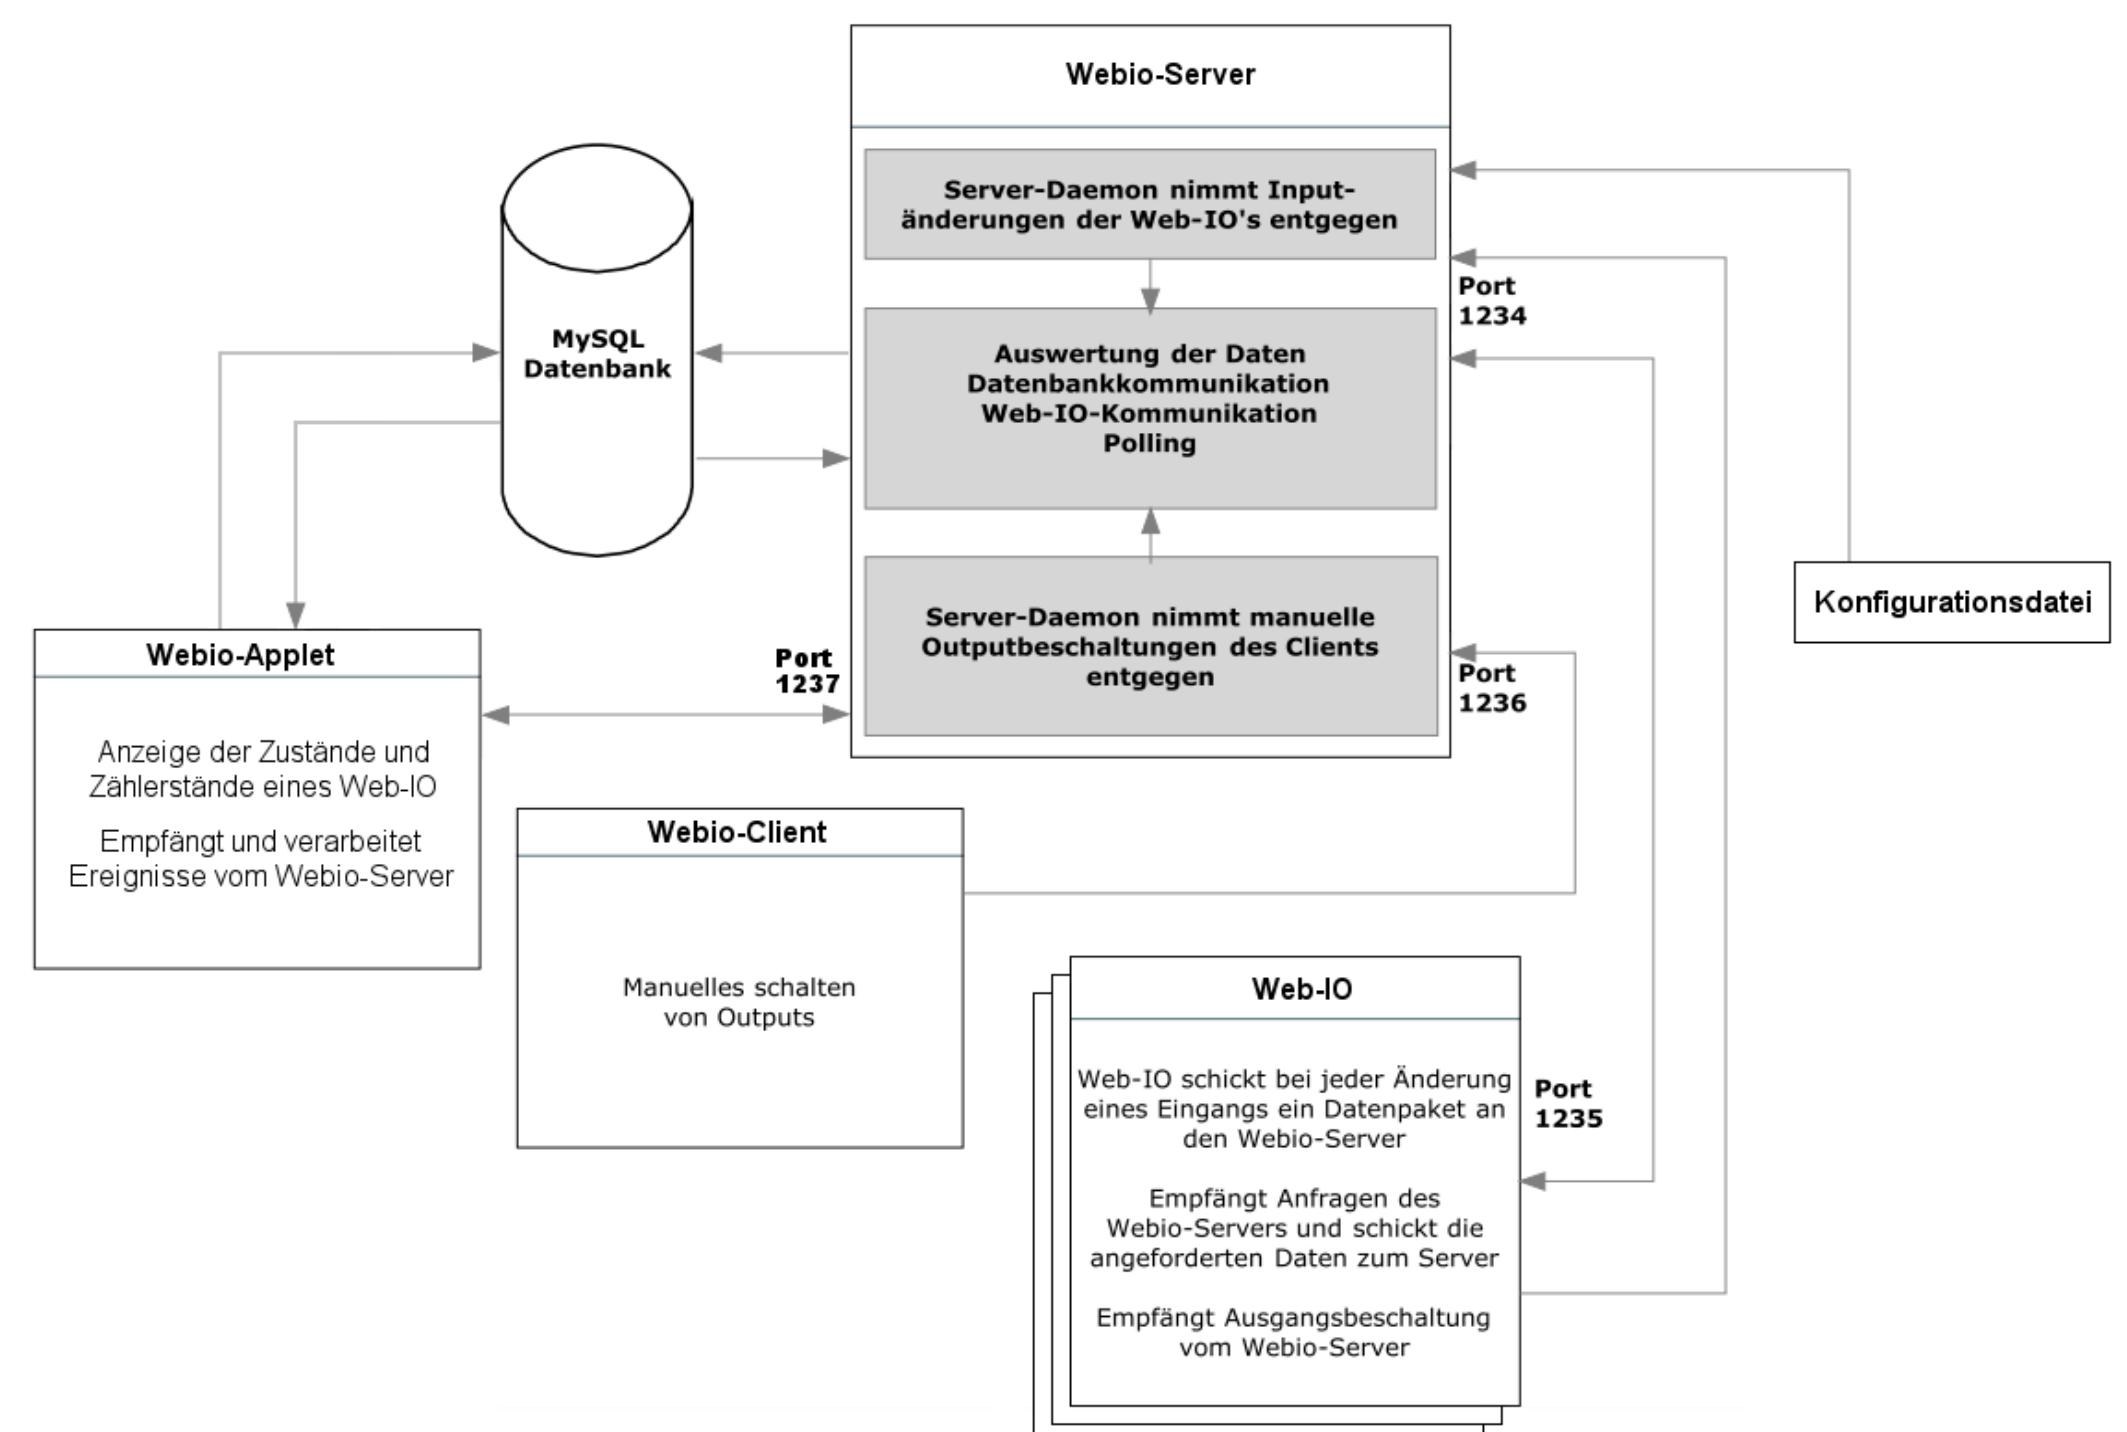 Webio-Server
Server-Daemon nimmt Input-
änderungen der Web-IO's entgegen
Port
1234
MySQL
Datenbank
Auswertung der Daten
Datenbankkommunikation
Web-IO-Kommunikation
Polling
Konfigurationsdatei
Server-Daemon nimmt manuelle
Outputbeschaltungen des Clients
entgegen
Port
1237
Port
1236
Webio-Applet
Anzeige der Zustände und
Zählerstände eines Web-IO
Empfängt und verarbeitet
Ereignisse vom Webio-Server
Webio-Client
Manuelles schalten
von Outputs
Web-IO
Web-IO schickt bei jeder Änderung
eines Eingangs ein Datenpaket an
den Webio-Server
Empfängt Anfragen des
Webio-Servers und schickt die
angeforderten Daten zum Server
Empfängt Ausgangsbeschaltung
vom Webio-Server
Port
1235